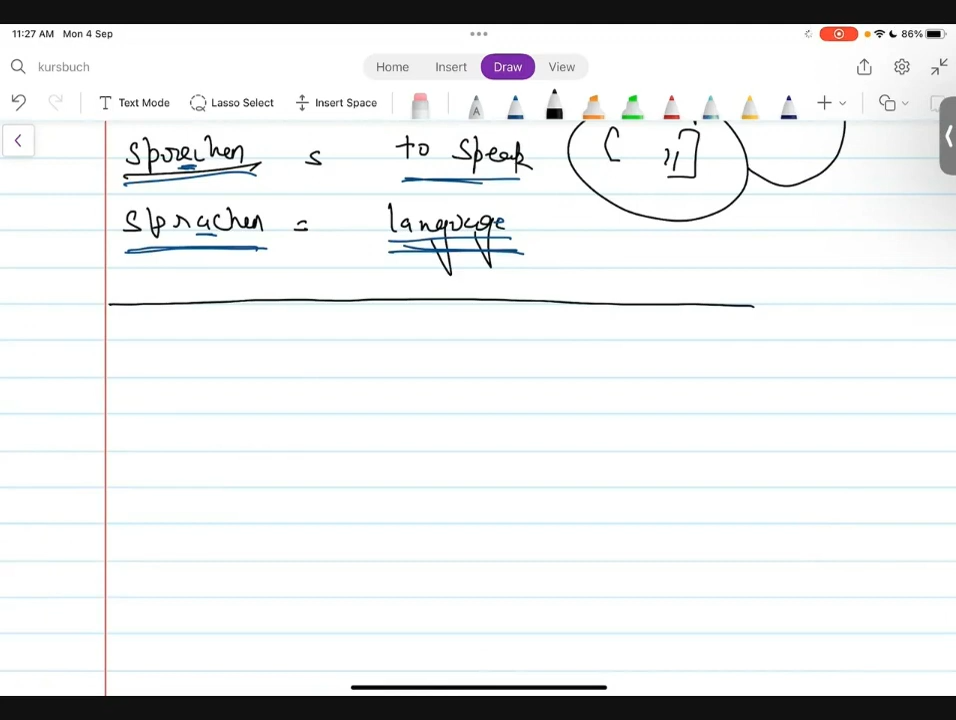 11:27 AM Mon 4 Sep
86%
kursbuch
Home Insert Draw View
Text Mode Lasso Select Insert Space
A
sprechen s to speak
Sprachen = language